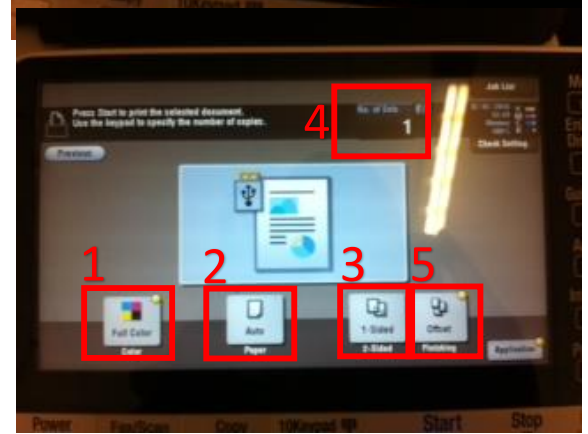 10Keypad
Job List
Press Start to print the selected document.
Use the keypad to specify the number of copies.
4
No. of Sets
1
Check Setting
Previous
1
2
3
5
Full Color
Auto
1-Sided
Offset
Color
Paper
2-Sided
Finishing
Application
Power
Fax/Scan
Copy
10Keypad
Start
Stop